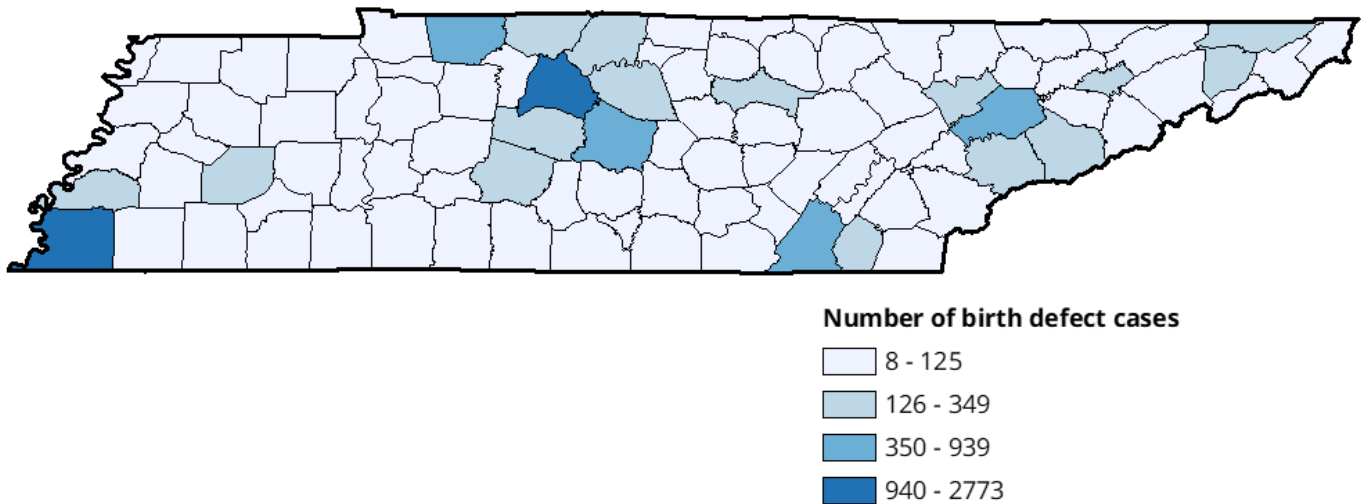 Number of birth defect cases
8 - 125
126 - 349
350 - 939
940 - 2773